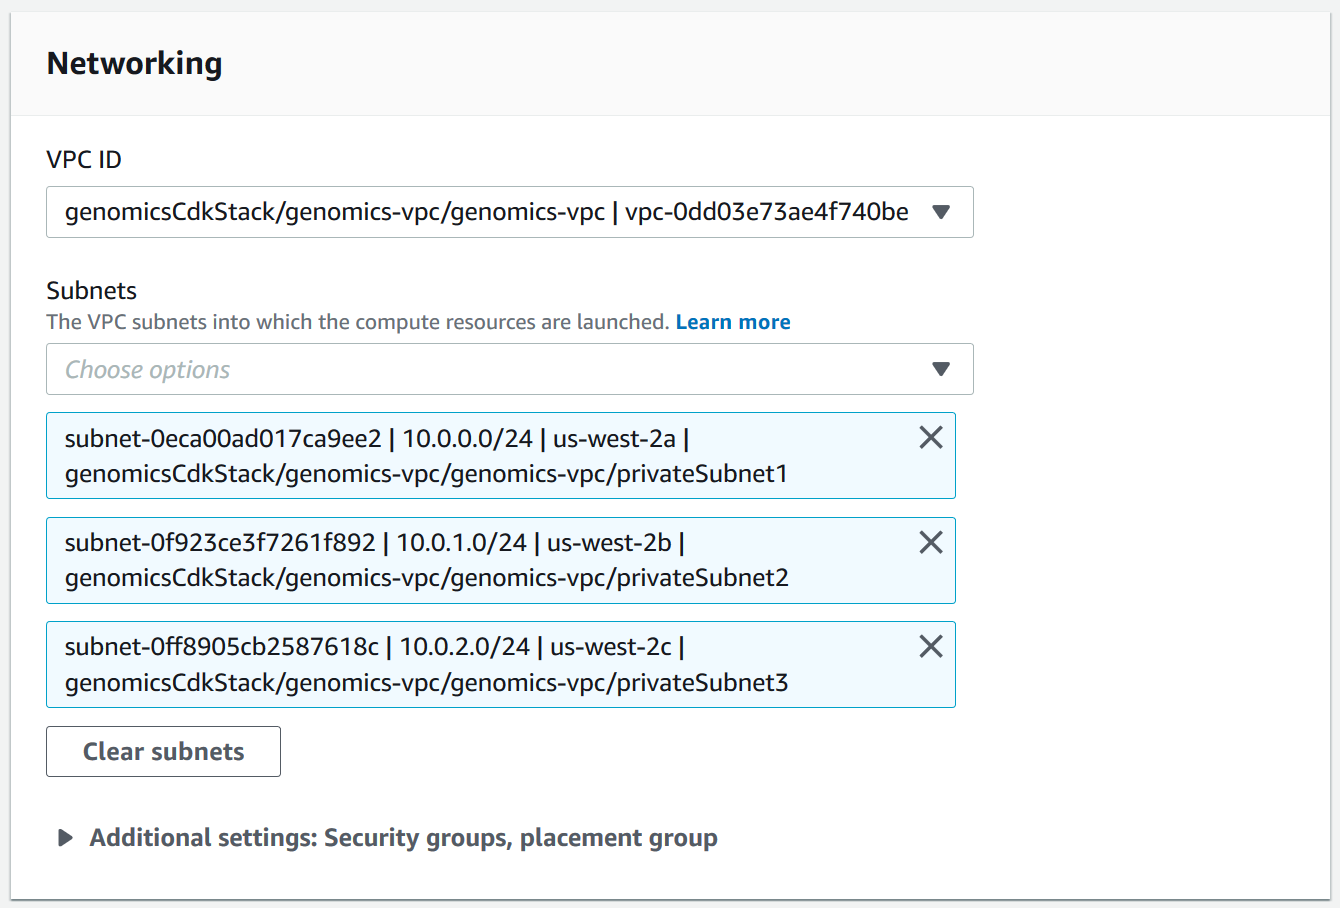 Networking
VPC ID
genomicsCdkStack/genomics-vpc/genomics-vpc | vpc-0dd03e73ae4f740be
Subnets
The VPC subnets into which the compute resources are launched. Learn more
Choose options
subnet-0eca00ad017ca9ee2 | 10.0.0.0/24 | us-west-2a |
genomicsCdkStack/genomics-vpc/genomics-vpc/privateSubnet1
subnet-0f923ce3f7261f892 | 10.0.1.0/24 | us-west-2b |
genomicsCdkStack/genomics-vpc/genomics-vpc/privateSubnet2
subnet-0ff8905cb2587618c | 10.0.2.0/24 | us-west-2c |
genomicsCdkStack/genomics-vpc/genomics-vpc/privateSubnet3
Clear subnets
Additional settings: Security groups, placement group